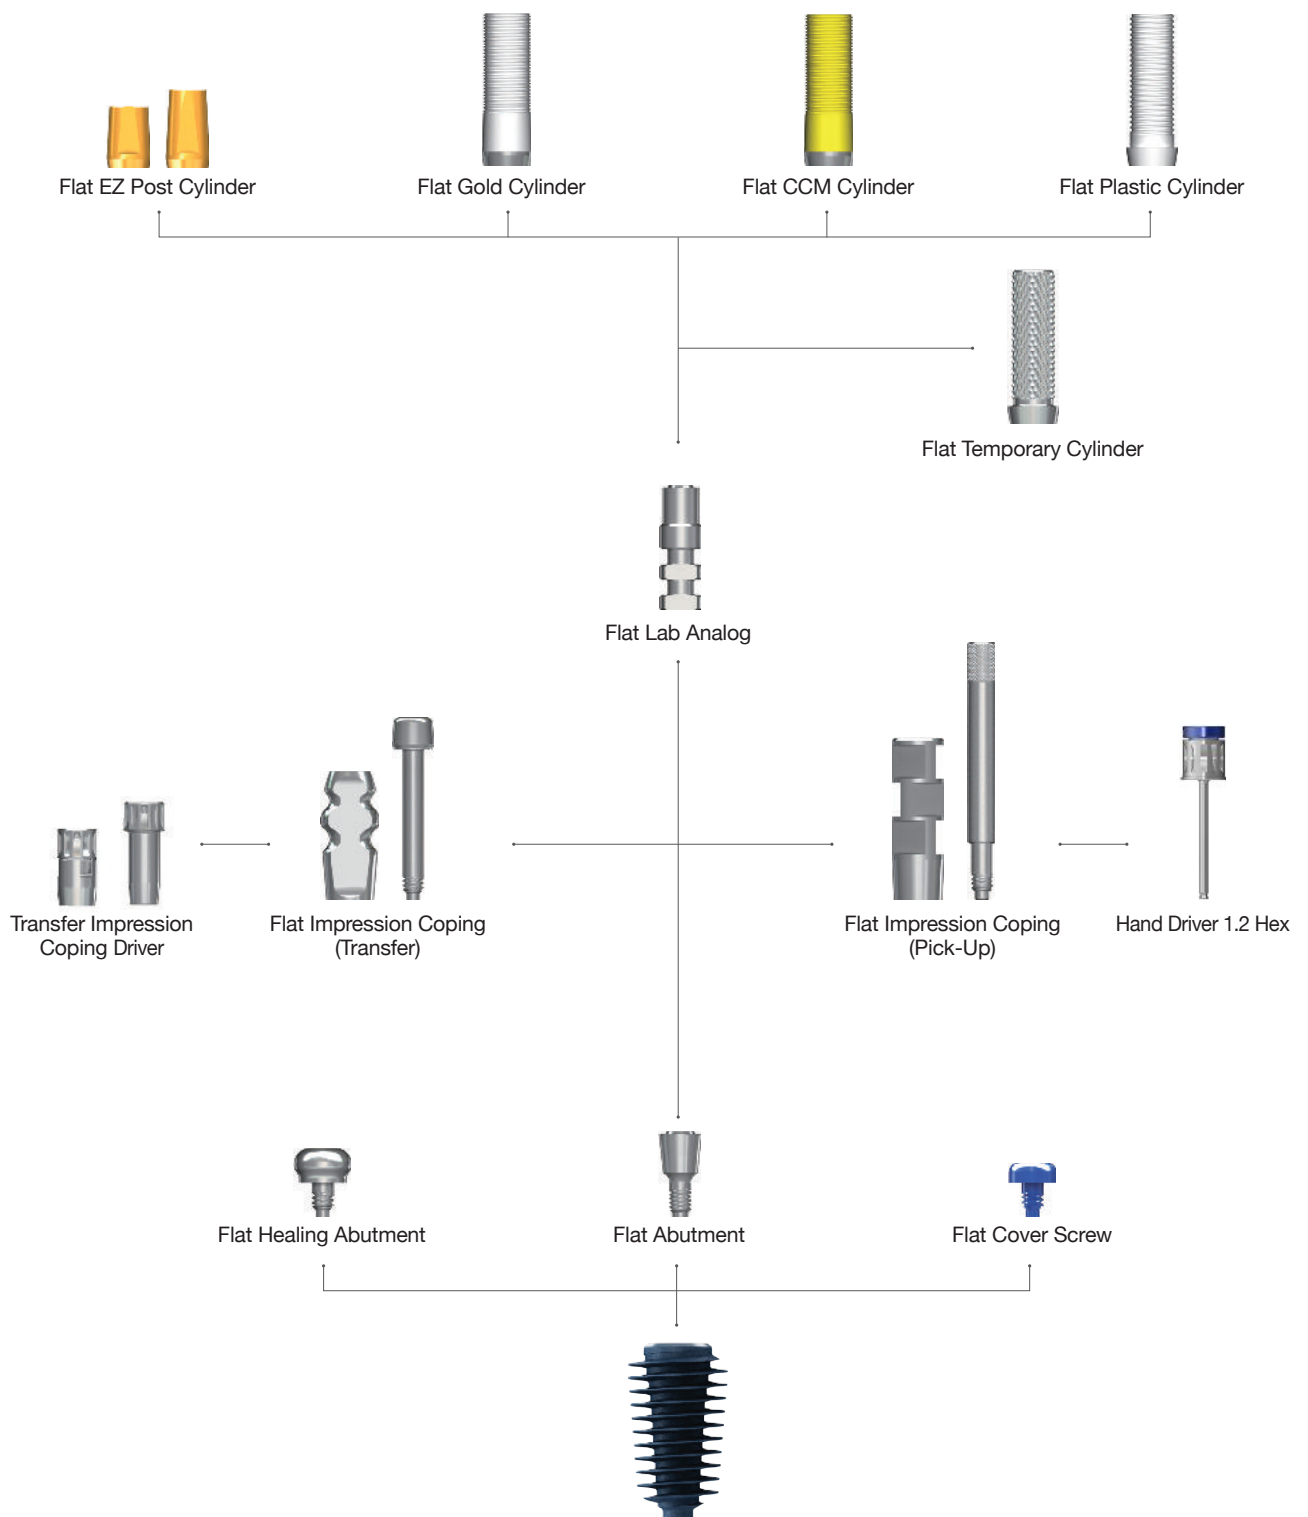 Flat EZ Post Cylinder
Flat Gold Cylinder
Flat CCM Cylinder
Flat Plastic Cylinder
Flat Temporary Cylinder
Flat Lab Analog
Transfer Impression
Coping Driver
Flat Impression Coping
(Transfer)
Flat Impression Coping
(Pick-Up)
Hand Driver 1.2 Hex
Flat Healing Abutment
Flat Abutment
Flat Cover Screw